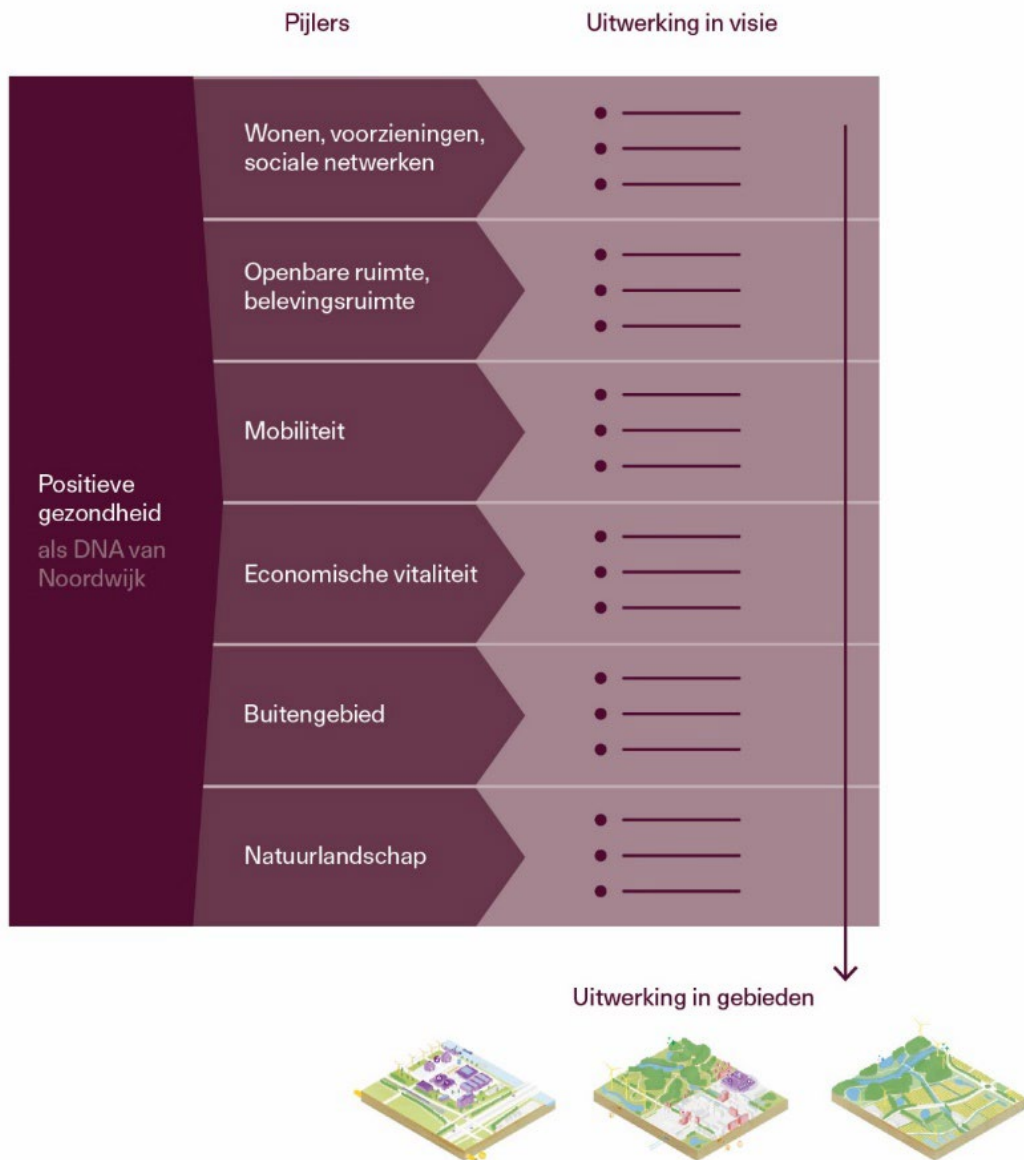 Pijlers
Uitwerking in visie
Wonen, voorzieningen,
sociale netwerken
Openbare ruimte,
belevingsruimte
Mobiliteit
Positieve
gezondheid
als DNA van
Noordwijk
Economische vitaliteit
Buitengebied
Natuurlandschap
Uitwerking in gebieden